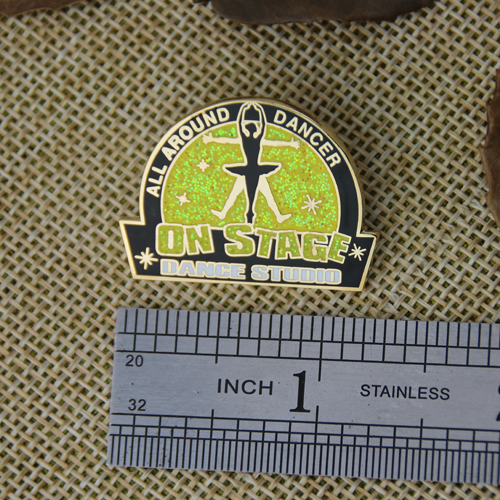 ALL AROUND DANCER
ON STAGE
DANCE STUDIO
20
INCH 1 STAINLESS
32